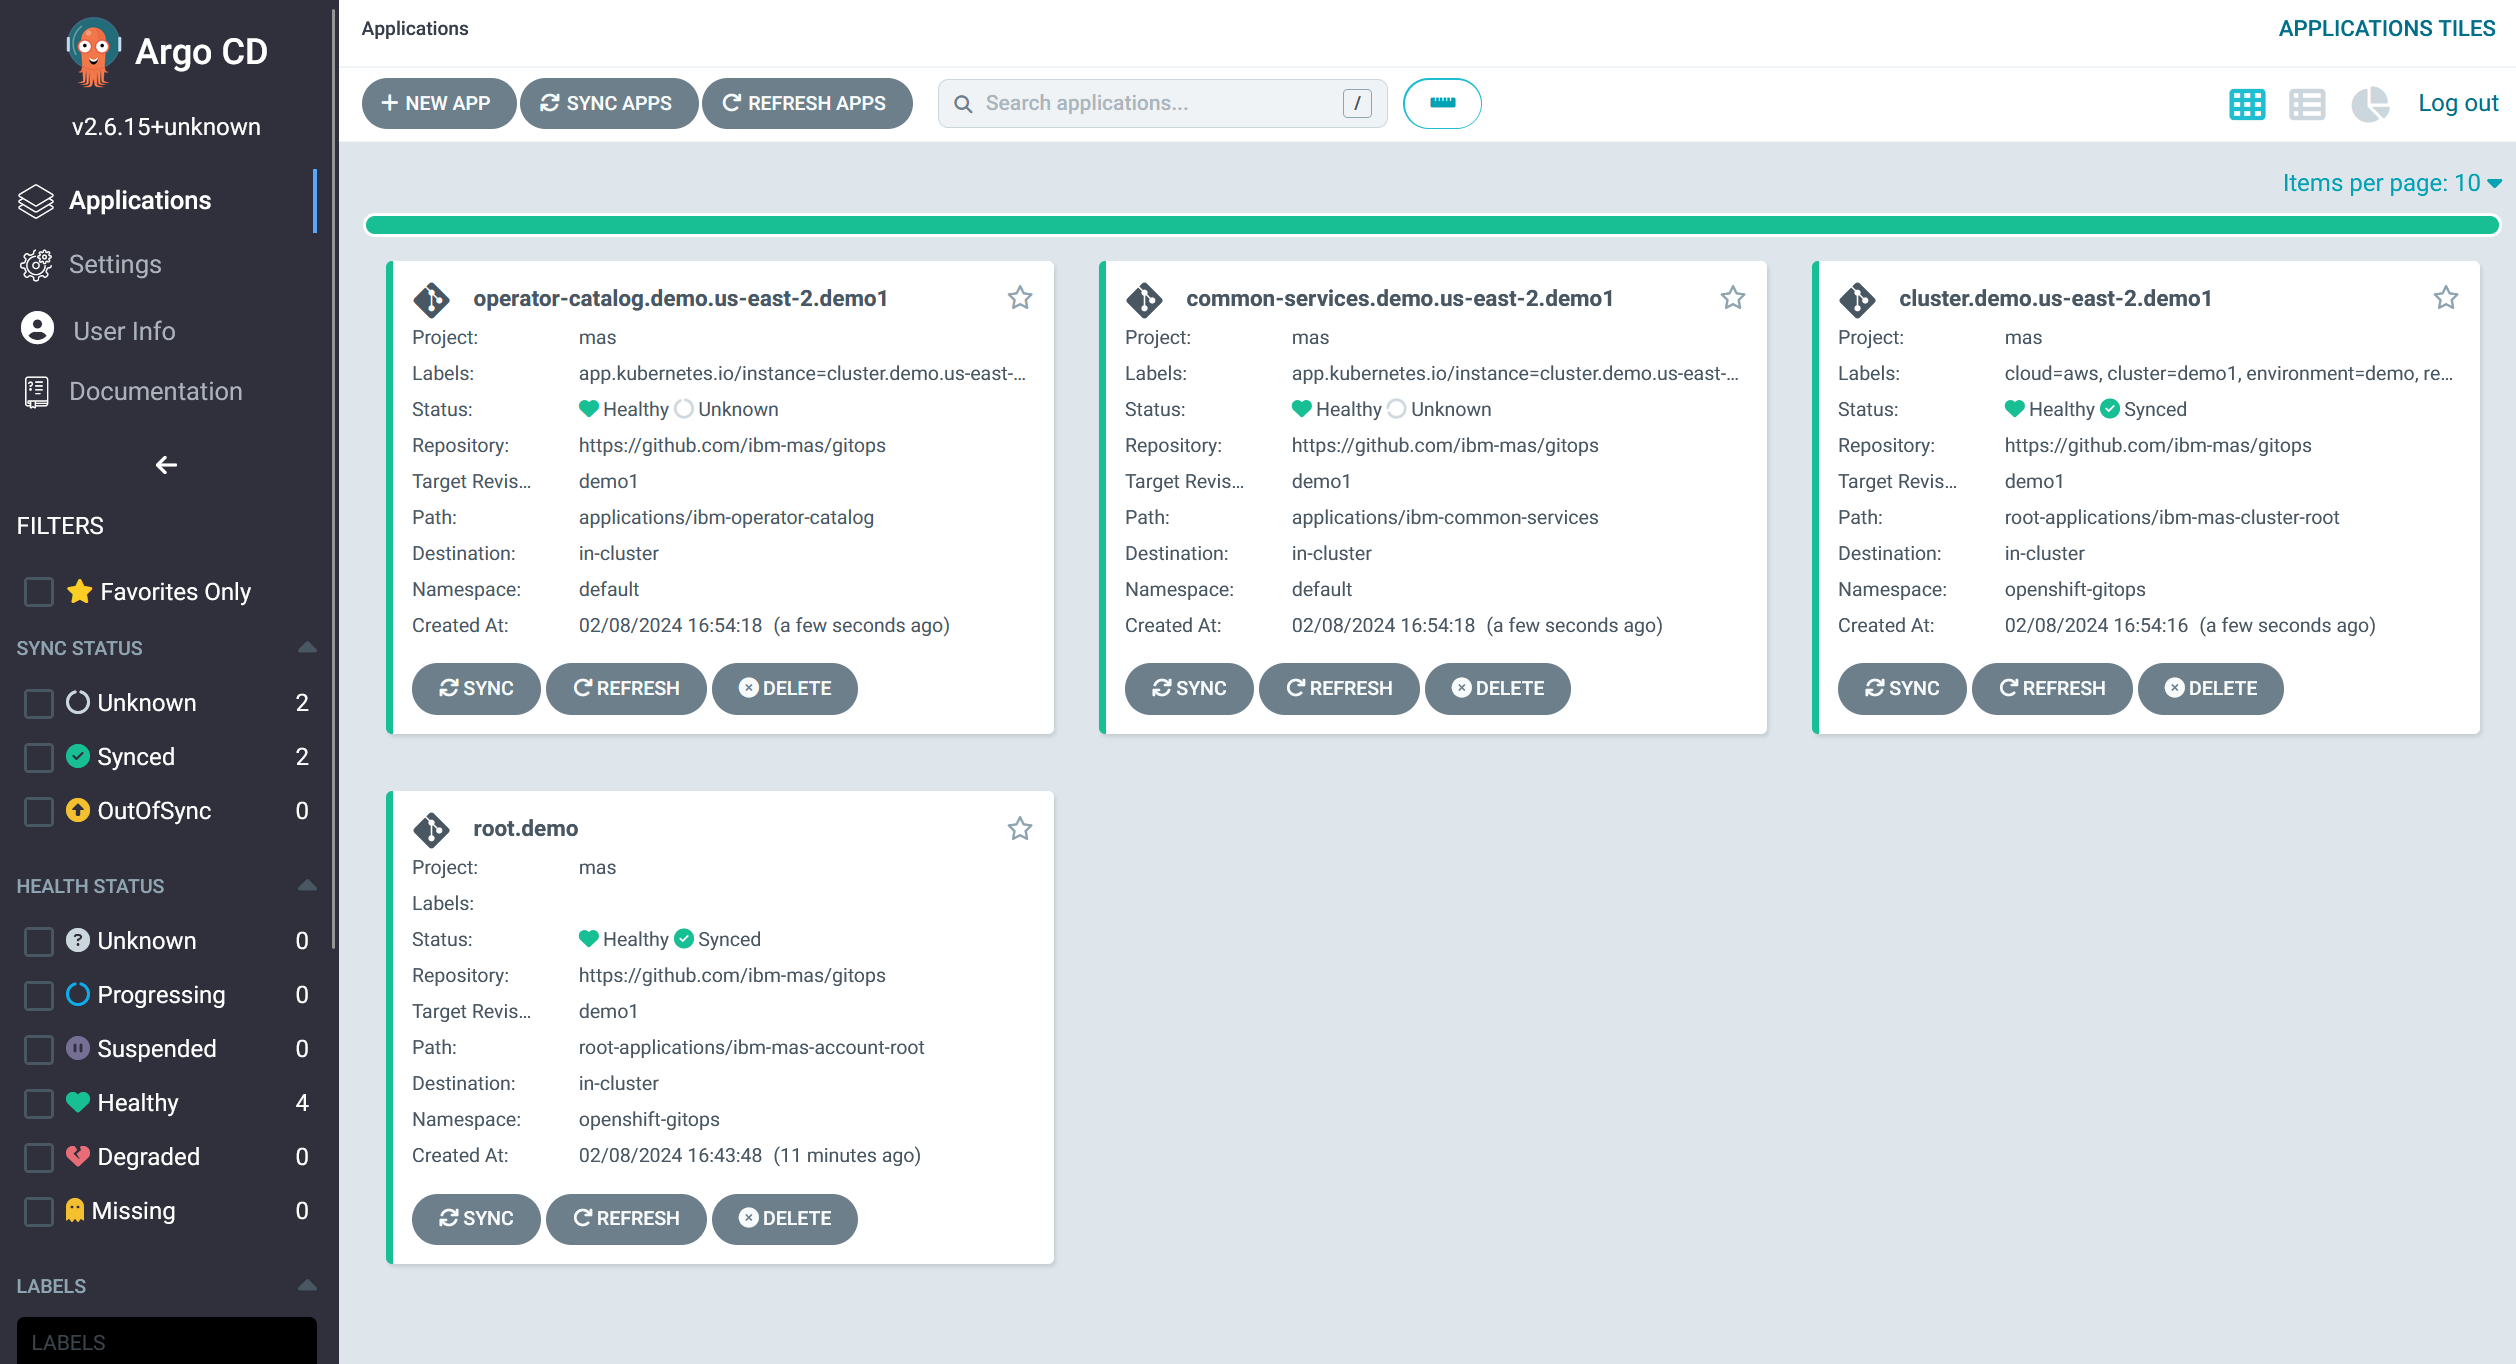 Argo CD
v2.6.15+unknown
Applications
Settings
User Info
Documentation
FILTERS
Favorites Only
SYNC STATUS
Unknown 2
Synced 2
OutOfSync 0
HEALTH STATUS
Unknown 0
Progressing 0
Suspended 0
Healthy 4
Degraded 0
Missing 0
LABELS
LABELS
Applications
APPLICATIONS TILES
+ NEW APP SYNC APPS REFRESH APPS Search applications... / Log out
Items per page: 10
operator-catalog.demo.us-east-2.demo1
Project: mas
Labels: app.kubernetes.io/instance=cluster.demo.us-east-...
Status: Healthy Unknown
Repository: https://github.com/ibm-mas/gitops
Target Revis... demo1
Path: applications/ibm-operator-catalog
Destination: in-cluster
Namespace: default
Created At: 02/08/2024 16:54:18 (a few seconds ago)
SYNC REFRESH DELETE
common-services.demo.us-east-2.demo1
Project: mas
Labels: app.kubernetes.io/instance=cluster.demo.us-east-...
Status: Healthy Unknown
Repository: https://github.com/ibm-mas/gitops
Target Revis... demo1
Path: applications/ibm-common-services
Destination: in-cluster
Namespace: default
Created At: 02/08/2024 16:54:18 (a few seconds ago)
SYNC REFRESH DELETE
cluster.demo.us-east-2.demo1
Project: mas
Labels: cloud=aws, cluster=demo1, environment=demo, re...
Status: Healthy Synced
Repository: https://github.com/ibm-mas/gitops
Target Revis... demo1
Path: root-applications/ibm-mas-cluster-root
Destination: in-cluster
Namespace: openshift-gitops
Created At: 02/08/2024 16:54:16 (a few seconds ago)
SYNC REFRESH DELETE
root.demo
Project: mas
Labels:
Status: Healthy Synced
Repository: https://github.com/ibm-mas/gitops
Target Revis... demo1
Path: root-applications/ibm-mas-account-root
Destination: in-cluster
Namespace: openshift-gitops
Created At: 02/08/2024 16:43:48 (11 minutes ago)
SYNC REFRESH DELETE